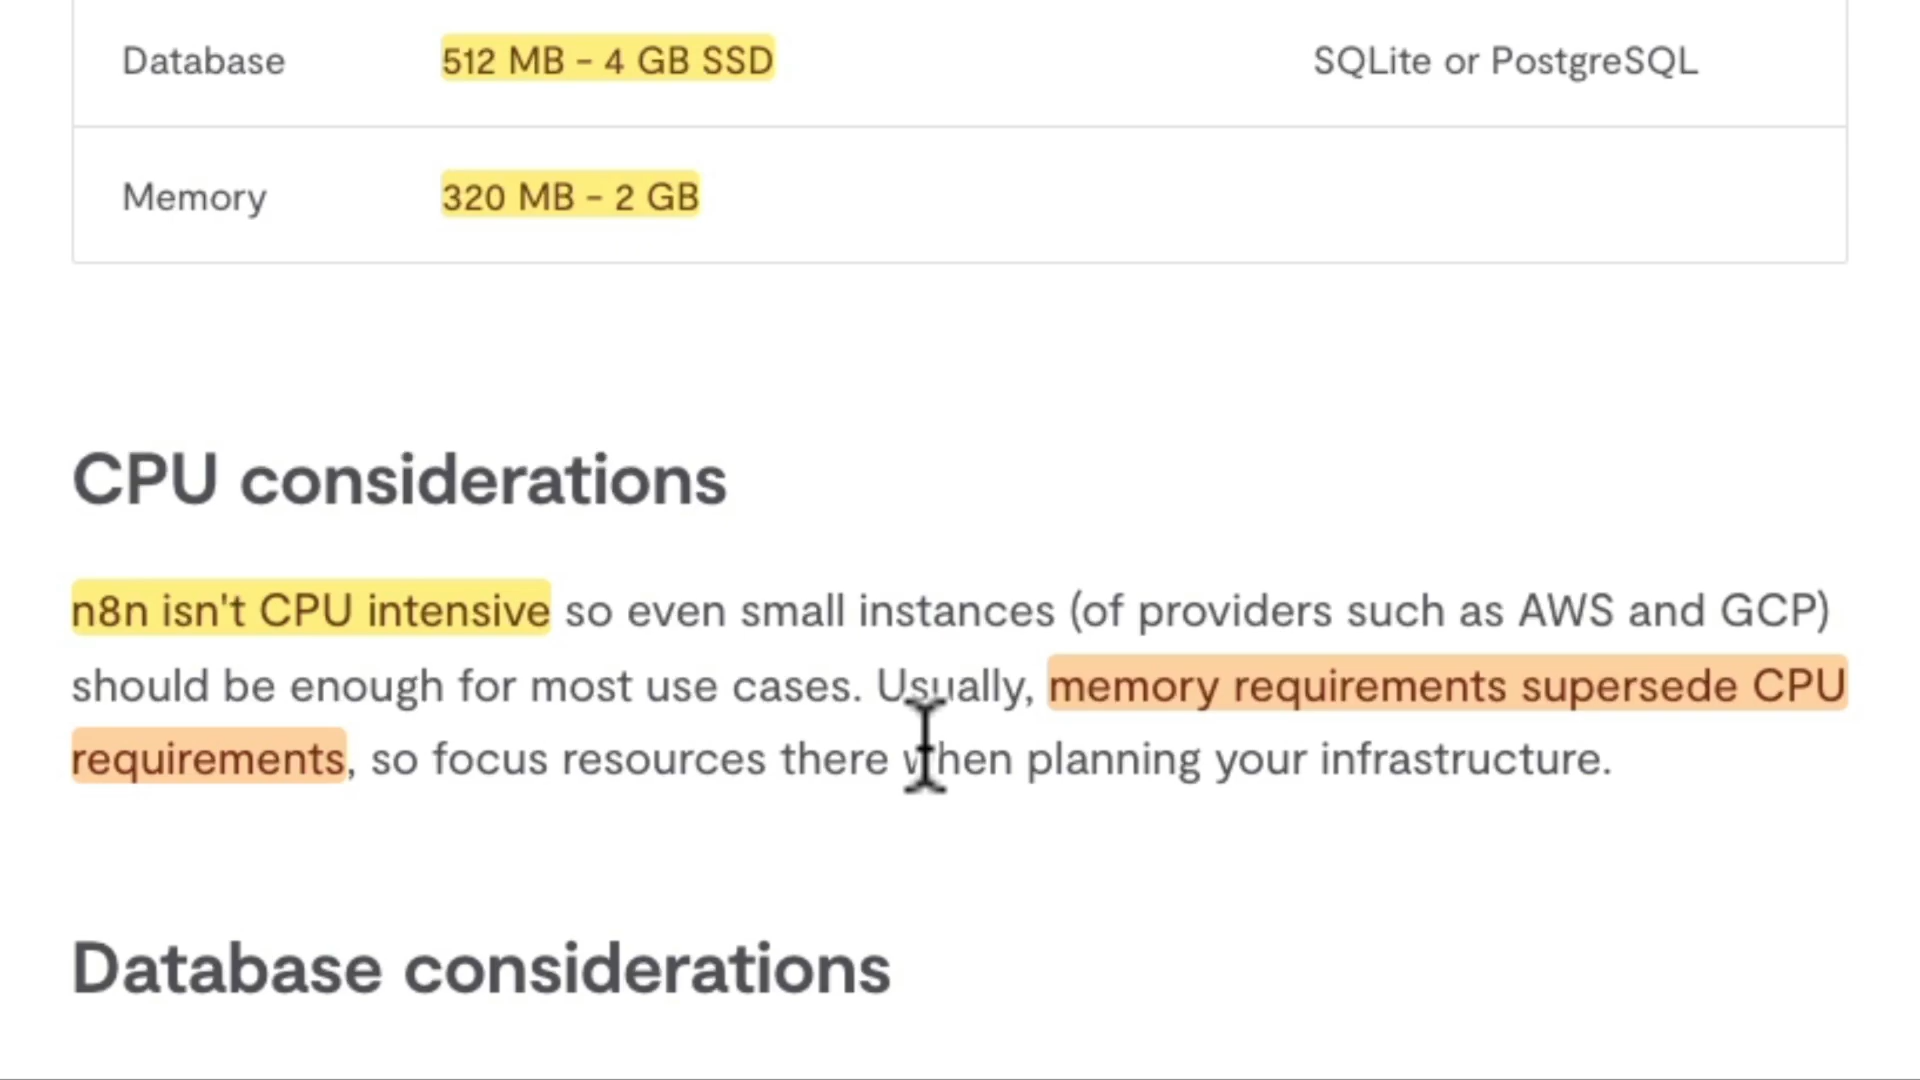 Database 512 MB - 4 GB SSD SQLite or PostgreSQL
Memory 320 MB - 2 GB
CPU considerations
n8n isn't CPU intensive so even small instances (of providers such as AWS and GCP)
should be enough for most use cases. Usually, memory requirements supersede CPU
requirements, so focus resources there when planning your infrastructure.
Database considerations